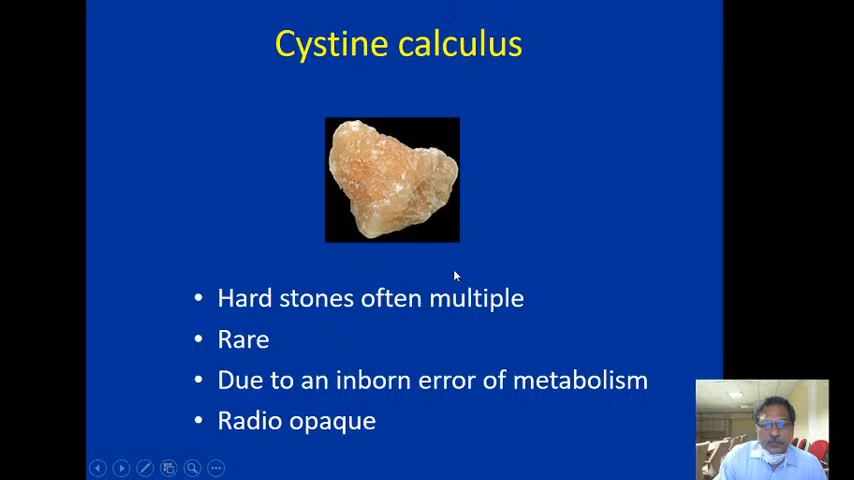 Cystine calculus
• Hard stones often multiple
• Rare
• Due to an inborn error of metabolism
• Radio opaque